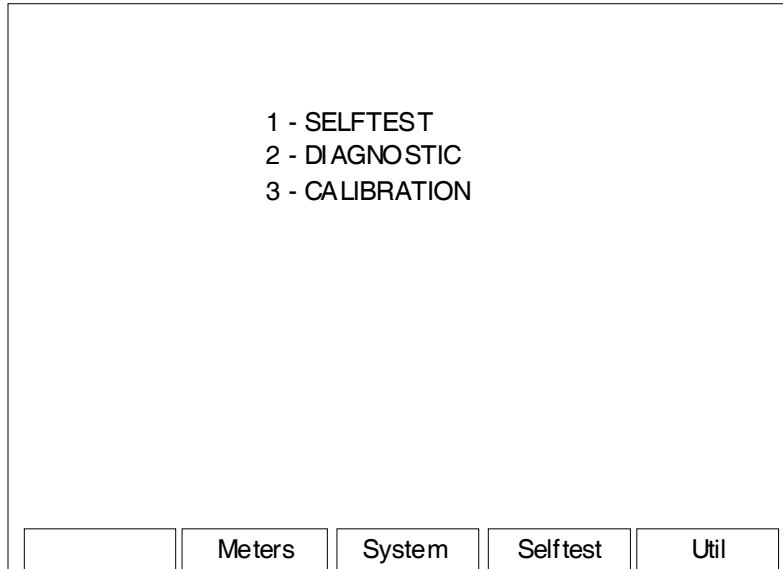 1 - SELFTEST
2 - DIAGNOSTIC
3 - CALIBRATION
Meters System Selftest Util